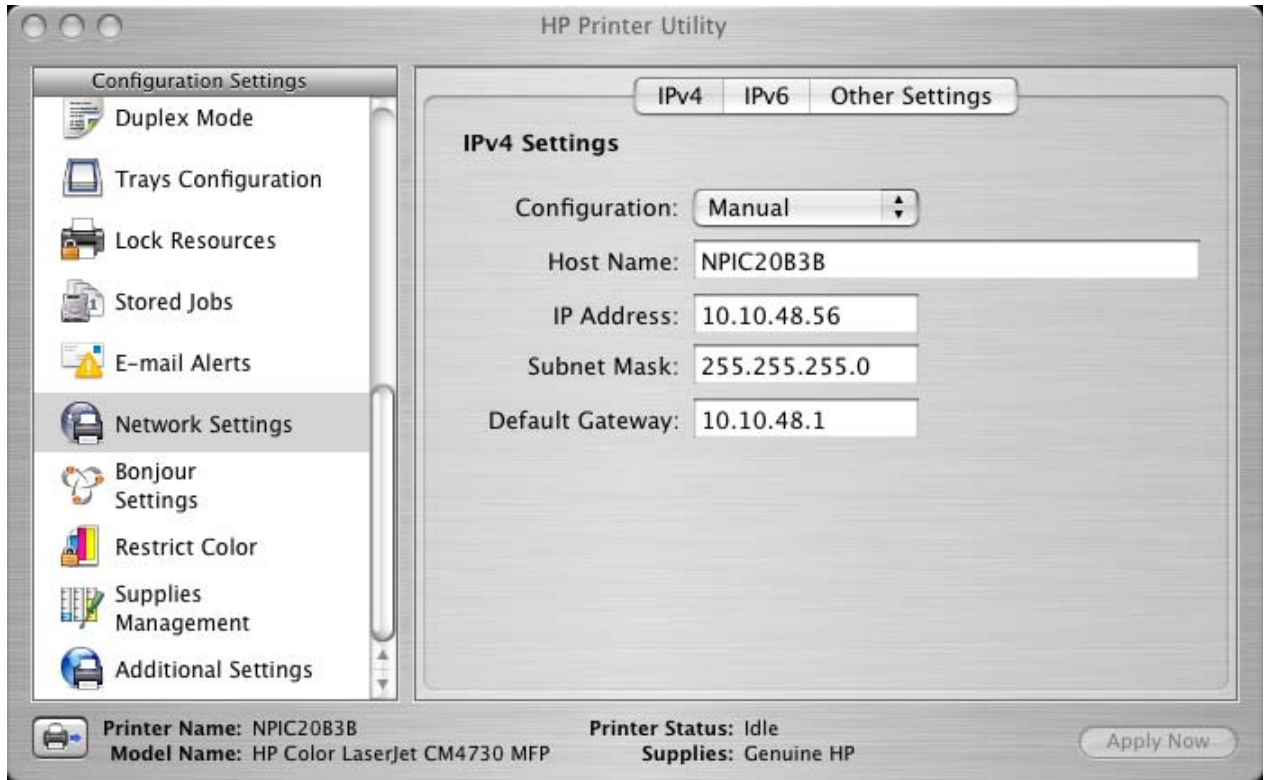 HP Printer Utility
Configuration Settings
Duplex Mode
Trays Configuration
Lock Resources
Stored Jobs
E-mail Alerts
Network Settings
Bonjour
Settings
Restrict Color
Supplies
Management
Additional Settings
IPv4 IPv6 Other Settings
IPv4 Settings
Configuration: Manual
Host Name: NPIC20B3B
IP Address: 10.10.48.56
Subnet Mask: 255.255.255.0
Default Gateway: 10.10.48.1
Printer Name: NPIC20B3B
Model Name: HP Color LaserJet CM4730 MFP
Printer Status: Idle
Supplies: Genuine HP
Apply Now